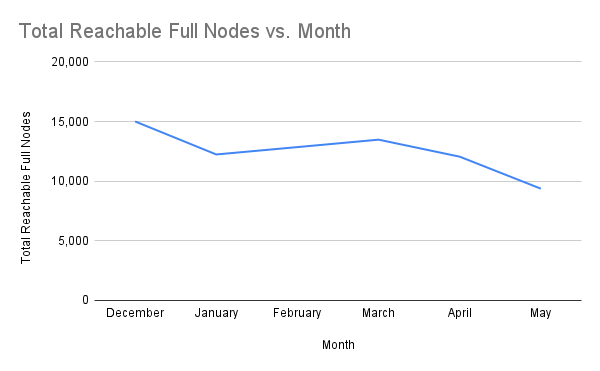 Total Reachable Full Nodes vs. Month
20,000
15,000
10,000
5,000
0
Total Reachable Full Nodes
December January February March April May
Month